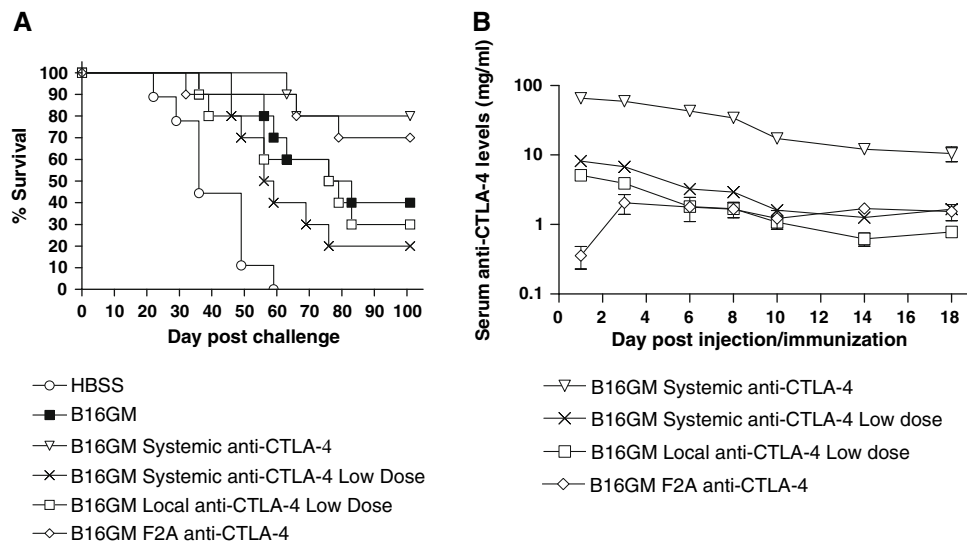 A
100
90
80
70
60
50
40
30
20
10
0
% Survival
0 10 20 30 40 50 60 70 80 90 100
Day post challenge
HBSS
B16GM
B16GM Systemic anti-CTLA-4
B16GM Systemic anti-CTLA-4 Low Dose
B16GM Local anti-CTLA-4 Low Dose
B16GM F2A anti-CTLA-4
B
Serum anti-CTLA-4 levels (mg/ml)
100
10
1
0.1
0 2 4 6 8 10 12 14 16 18
Day post injection/immunization
B16GM Systemic anti-CTLA-4
B16GM Systemic anti-CTLA-4 Low dose
B16GM Local anti-CTLA-4 Low dose
B16GM F2A anti-CTLA-4